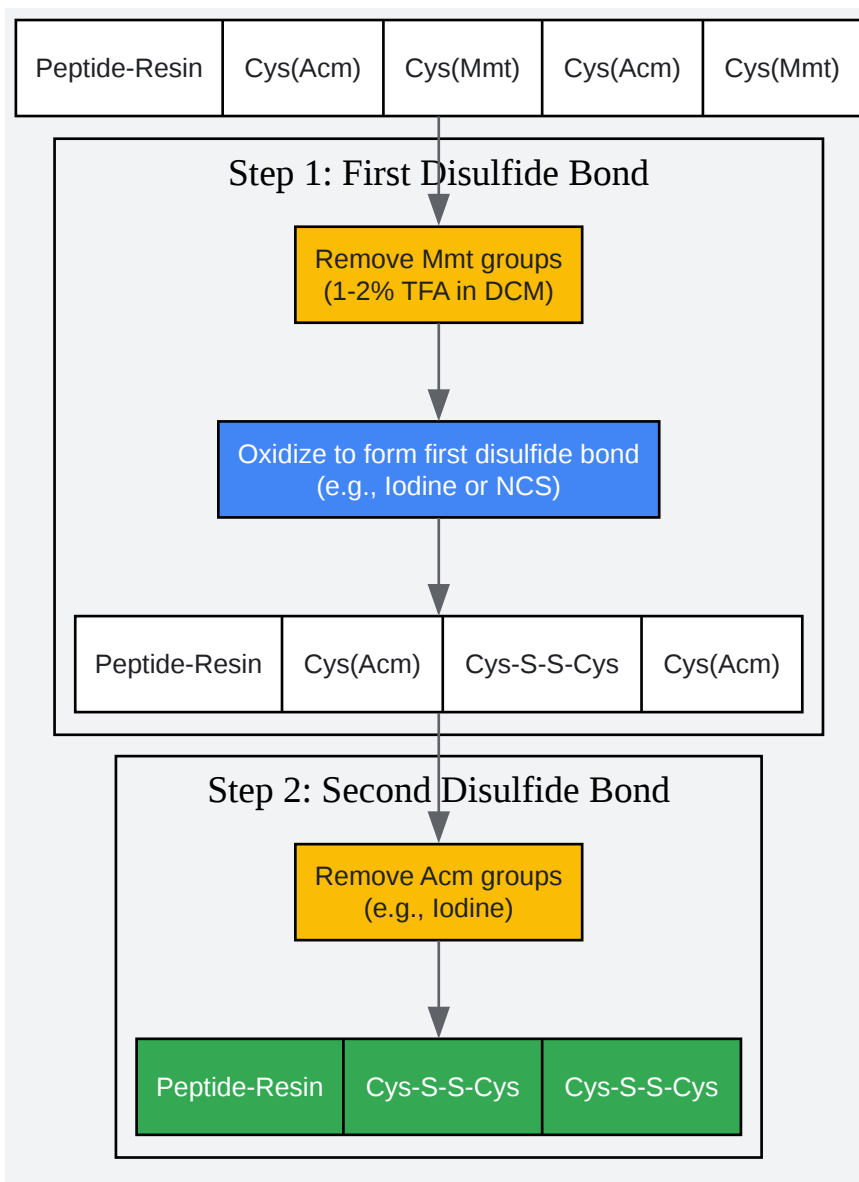 Peptide-Resin Cys(Acm) Cys(Mmt) Cys(Acm) Cys(Mmt)
Step 1: First Disulfide Bond
Remove Mmt groups
(1-2% TFA in DCM)
Oxidize to form first disulfide bond
(e.g., Iodine or NCS)
Peptide-Resin Cys(Acm) Cys-S-S-Cys Cys(Acm)
Step 2: Second Disulfide Bond
Remove Acm groups
(e.g., Iodine)
Peptide-Resin Cys-S-S-Cys Cys-S-S-Cys